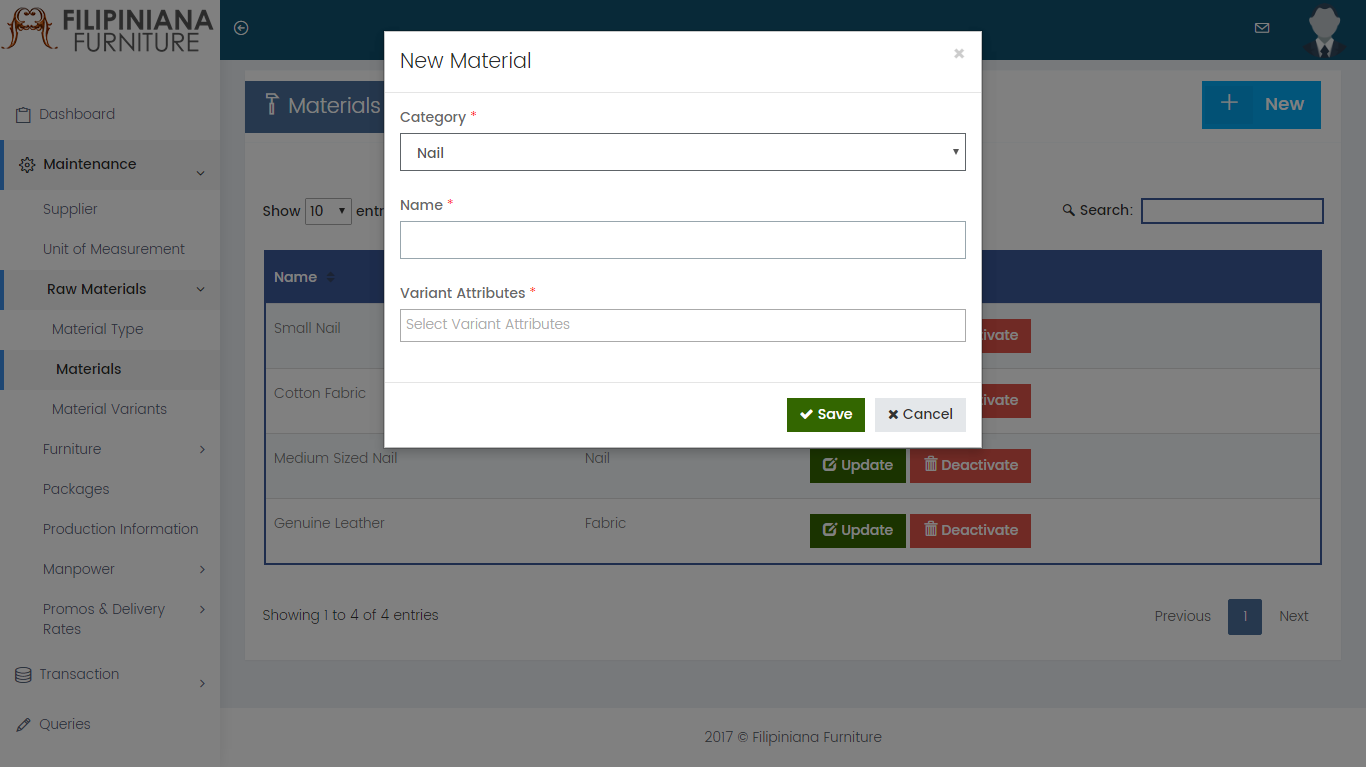 FILIPINIANA
FURNITURE
Dashboard
Maintenance
Supplier
Unit of Measurement
Raw Materials
Material Type
Materials
Material Variants
Furniture
Packages
Production Information
Manpower
Promos & Delivery
Rates
Transaction
Queries
Materials
+ New
New Material ×
Category *
Nail
Name *
Variant Attributes *
Select Variant Attributes
Save Cancel
Show 10
Search:
Name
Small Nail
Cotton Fabric
Medium Sized Nail Nail Update Deactivate
Genuine Leather Fabric Update Deactivate
Showing 1 to 4 of 4 entries
Previous 1 Next
2017 © Filipiniana Furniture